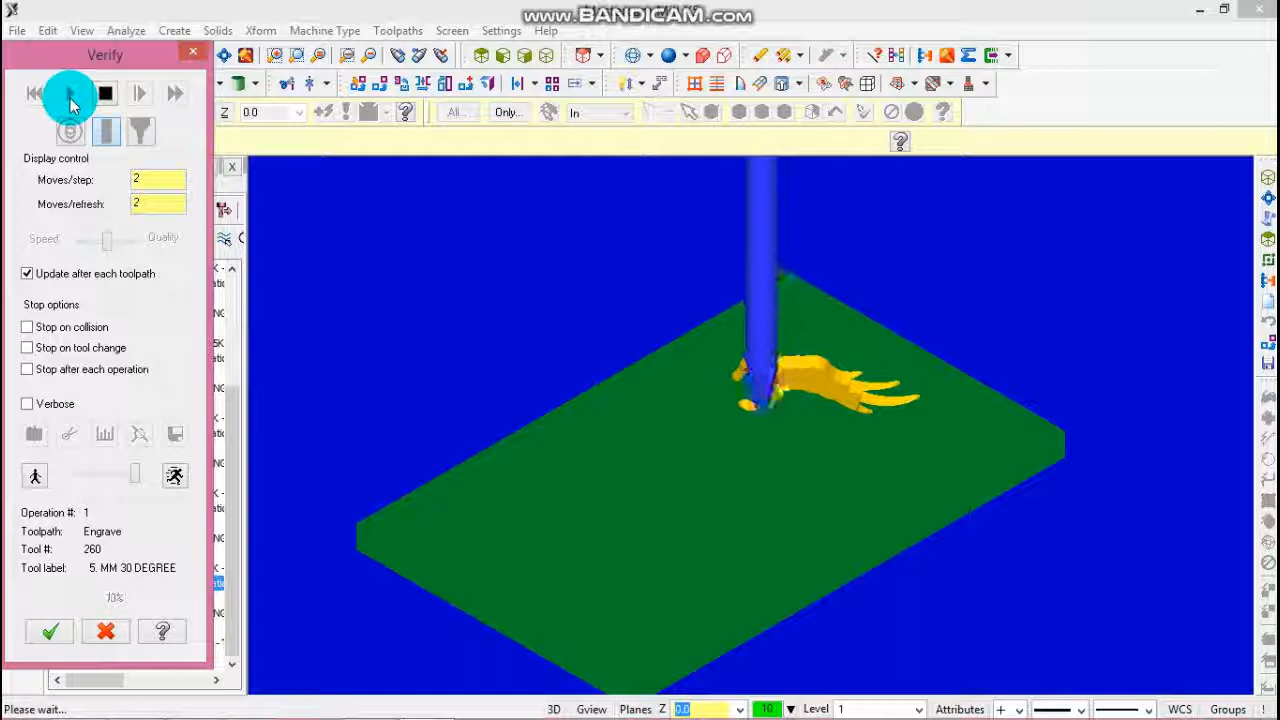 www.BANDICAM.com
File Edit View Analyze Create Solids Xform Machine Type Toolpaths Screen Settings Help
Verify
Z 0.0 All... Only... In
Display control
Moves/step: 2
Moves/refresh: 2
Speed Quality
Update after each toolpath
Stop options
Stop on collision
Stop on tool change
Stop after each operation
Verbose
Operation #: 1
Toolpath: Engrave
Tool #: 260
Tool label: 5. MM 30 DEGREE
10%
Please wait... 3D Gview Planes Z 0.0 10 Level 1 Attributes WCS Groups